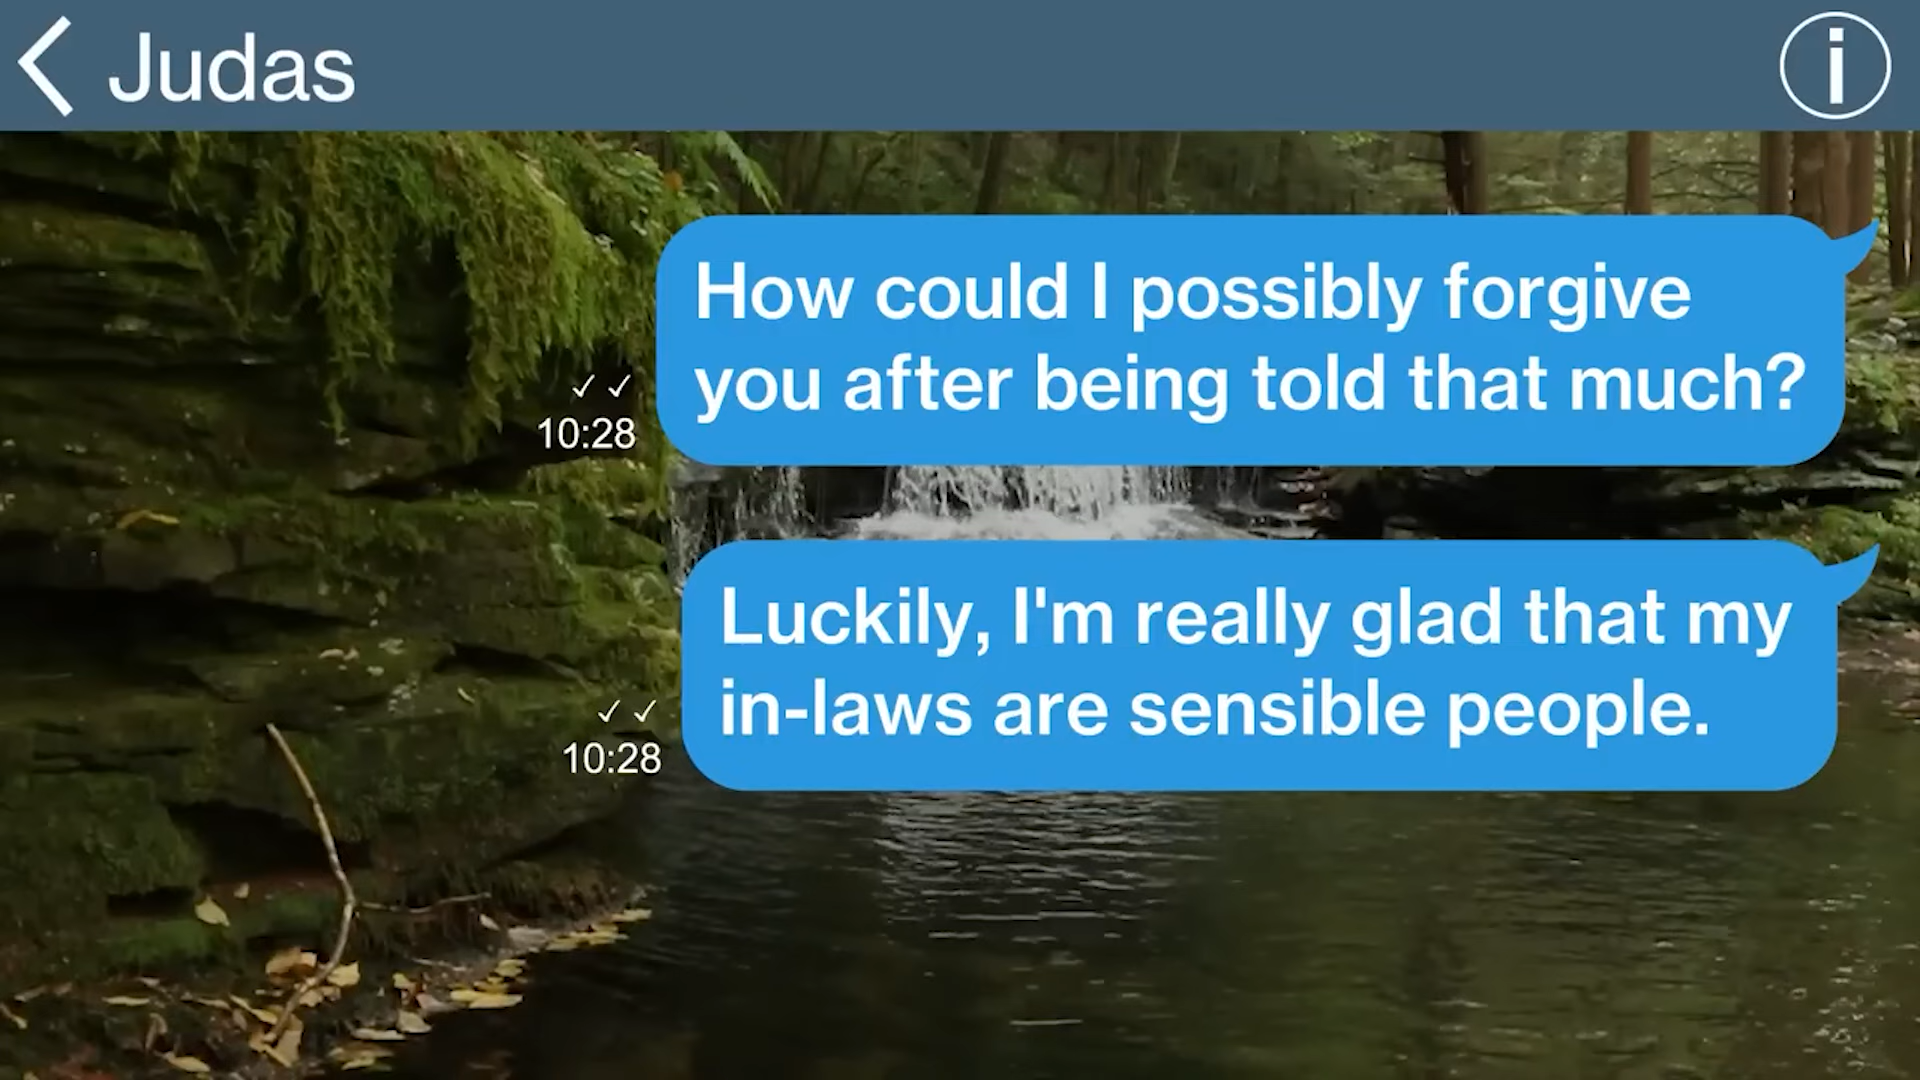 Judas
How could I possibly forgive
you after being told that much?
✓✓
10:28
Luckily, I'm really glad that my
in-laws are sensible people.
✓✓
10:28